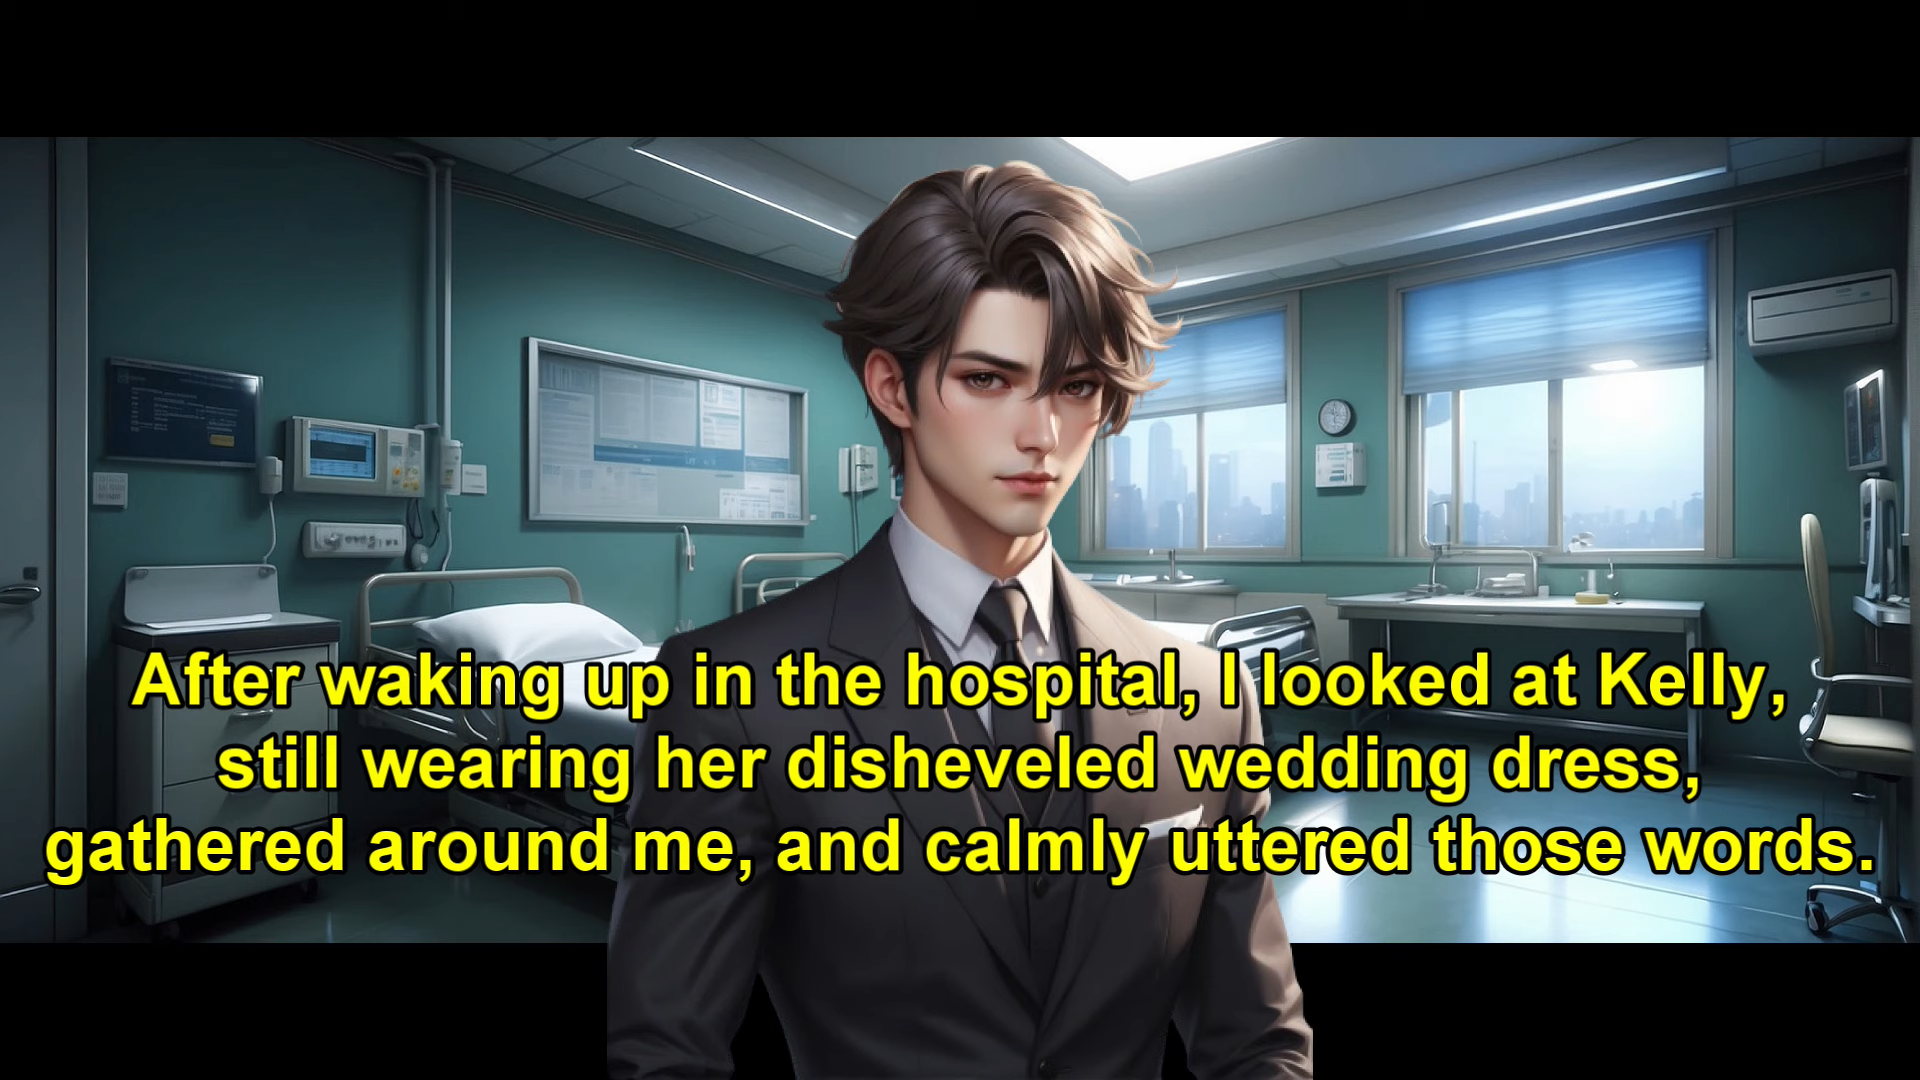 After waking up in the hospital, I looked at Kelly,
still wearing her disheveled wedding dress,
gathered around me, and calmly uttered those words.